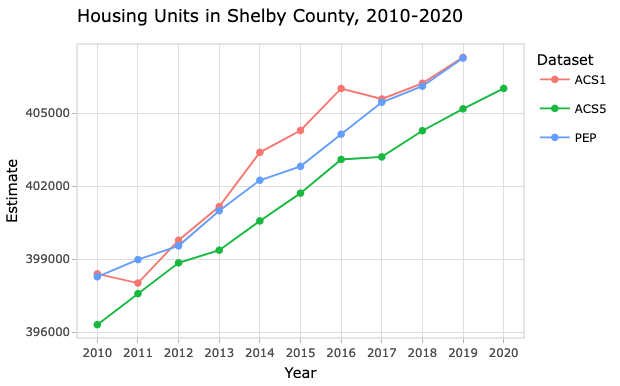 Housing Units in Shelby County, 2010-2020
Dataset
ACS1
ACS5
PEP
Estimate
405000
402000
399000
396000
2010 2011 2012 2013 2014 2015 2016 2017 2018 2019 2020
Year